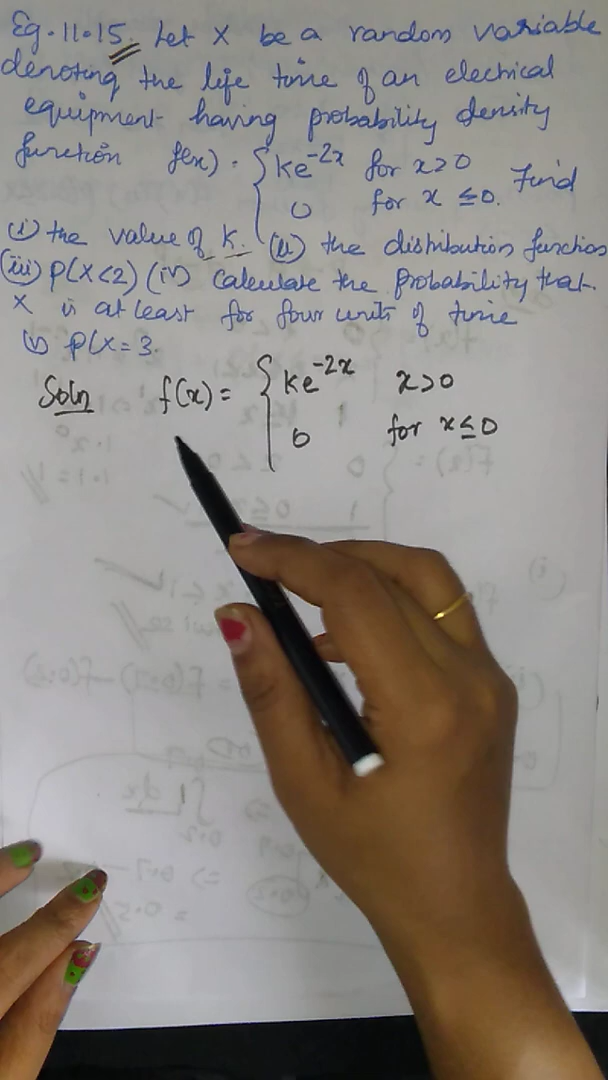 Eg. 11.15. Let X be a random variable
denoting the life time of an electrical
equipment having probability density
function f(x) = { ke^-2x for x>0 Find
0 for x ≤0.
(i) the value of k. (ii) the distribution function
(iii) P(X<2) (iv) calculate the probability that
X is at least for four units of time
(v) P(X=3.
Soln f(x) = { ke^-2x x>0
0 for x≤0